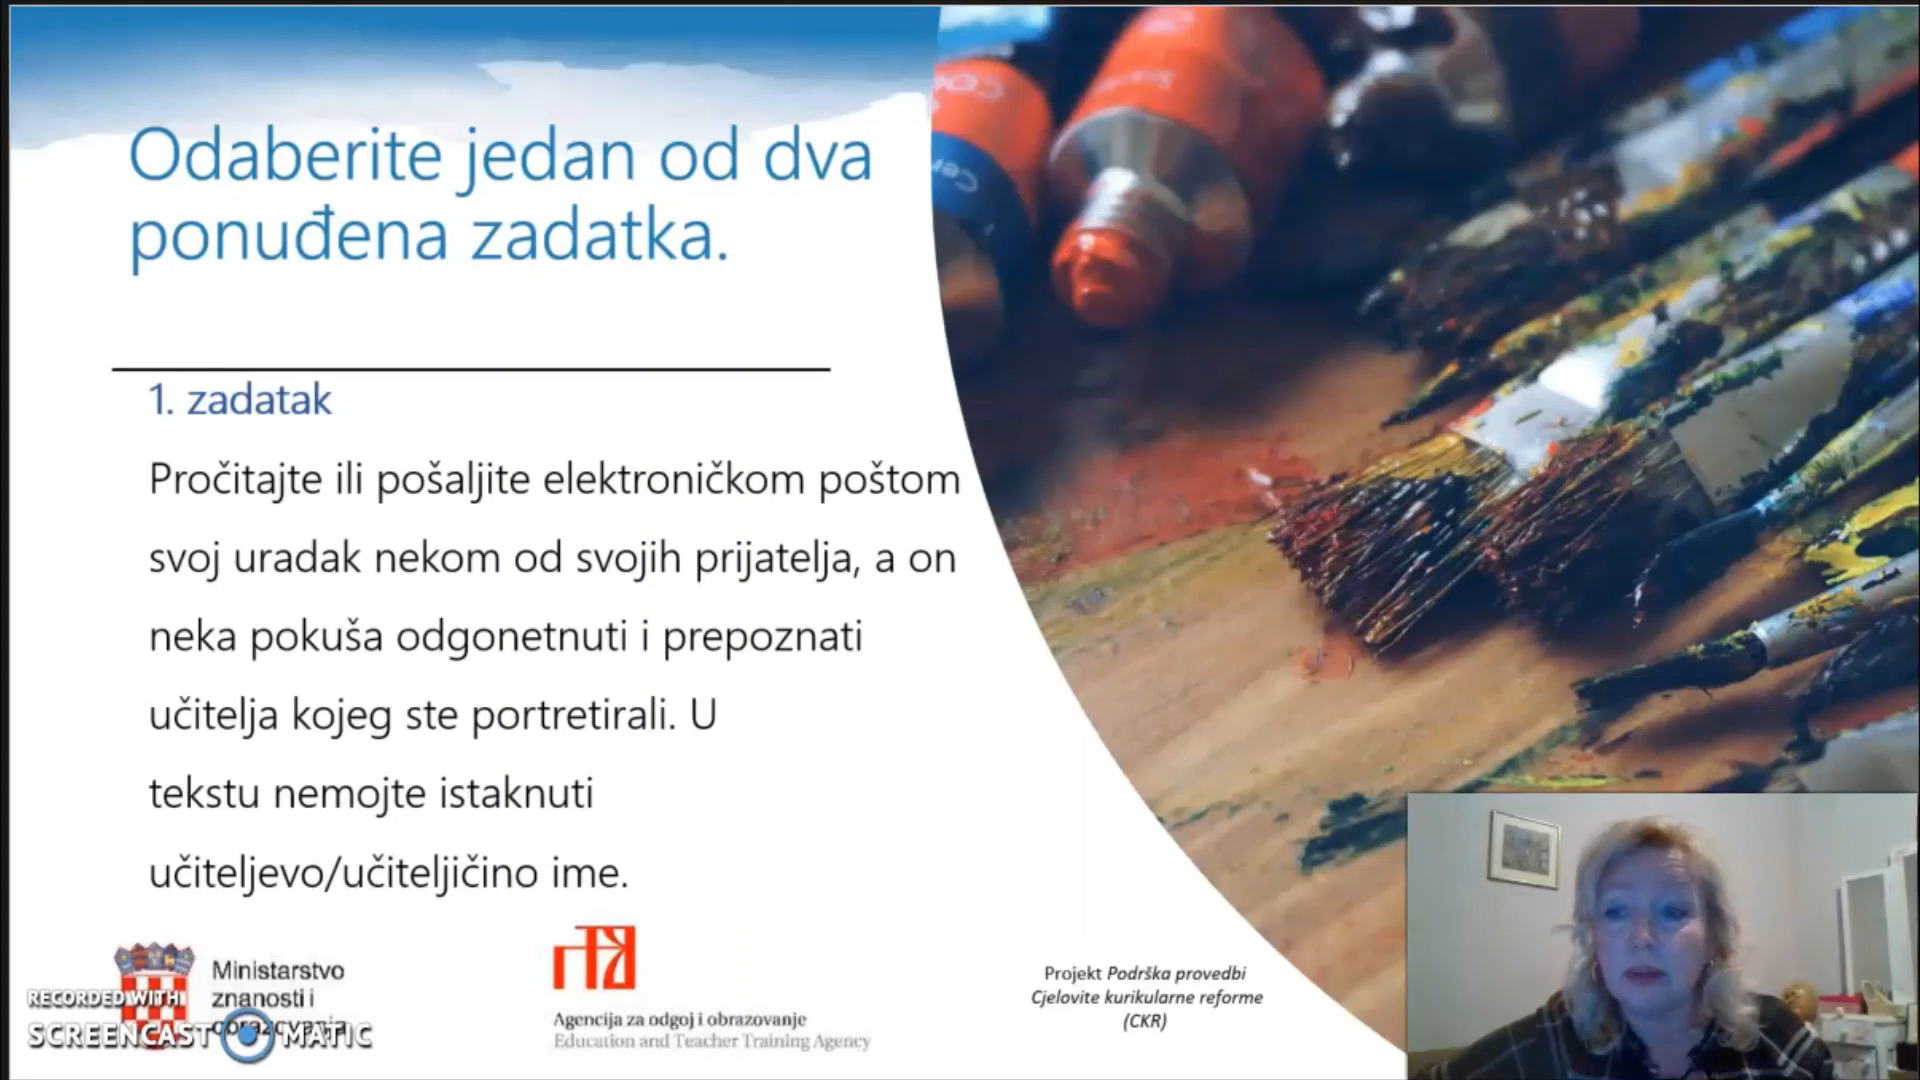 Odaberite jedan od dva
ponuđena zadatka.
1. zadatak
Pročitajte ili pošaljite elektroničkom poštom
svoj uradak nekom od svojih prijatelja, a on
neka pokuša odgonetnuti i prepoznati
učitelja kojeg ste portretirali. U
tekstu nemojte istaknuti
učiteljevo/učiteljičino ime.
Ministarstvo
znanosti i
obrazovanja
RECORDED WITH
SCREENCAST MATIC
Agencija za odgoj i obrazovanje
Education and Teacher Training Agency
Projekt Podrška provedbi
Cjelovite kurikularne reforme
(CKR)